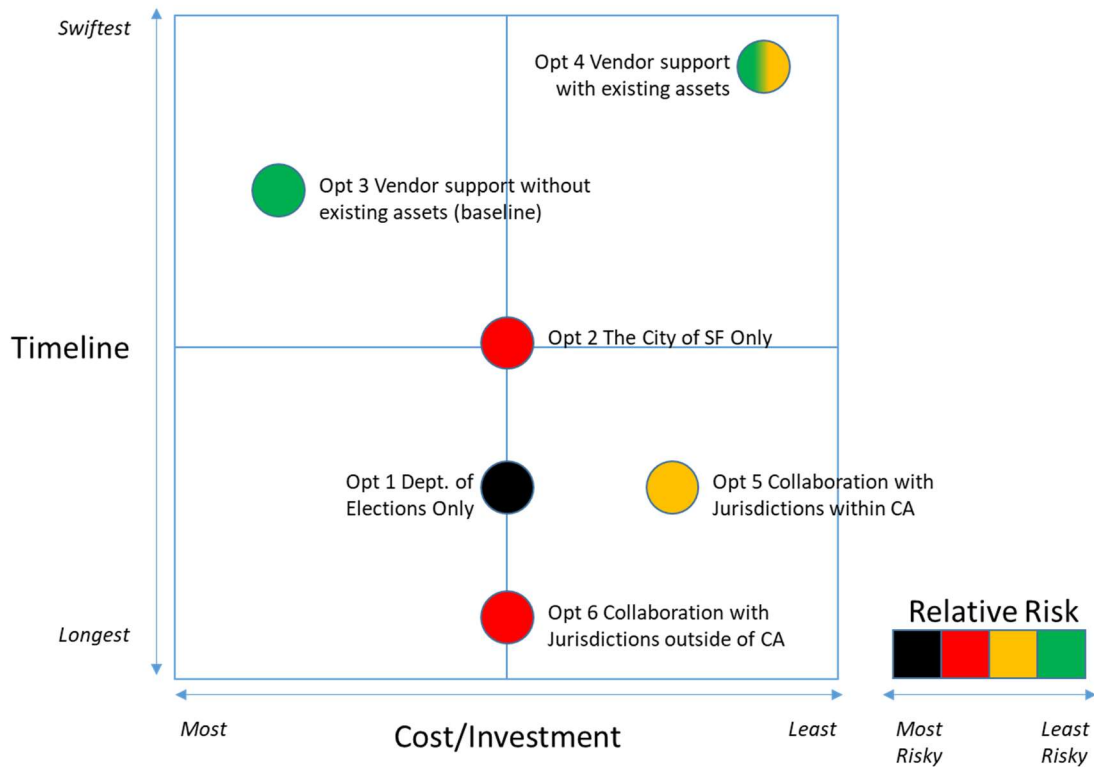 Swiftest
Opt 4 Vendor support
with existing assets
Opt 3 Vendor support without
existing assets (baseline)
Timeline
Opt 2 The City of SF Only
Opt 1 Dept. of
Elections Only
Opt 5 Collaboration with
Jurisdictions within CA
Opt 6 Collaboration with
Jurisdictions outside of CA
Longest
Relative Risk
Most
Cost/Investment
Least
Most
Risky
Least
Risky